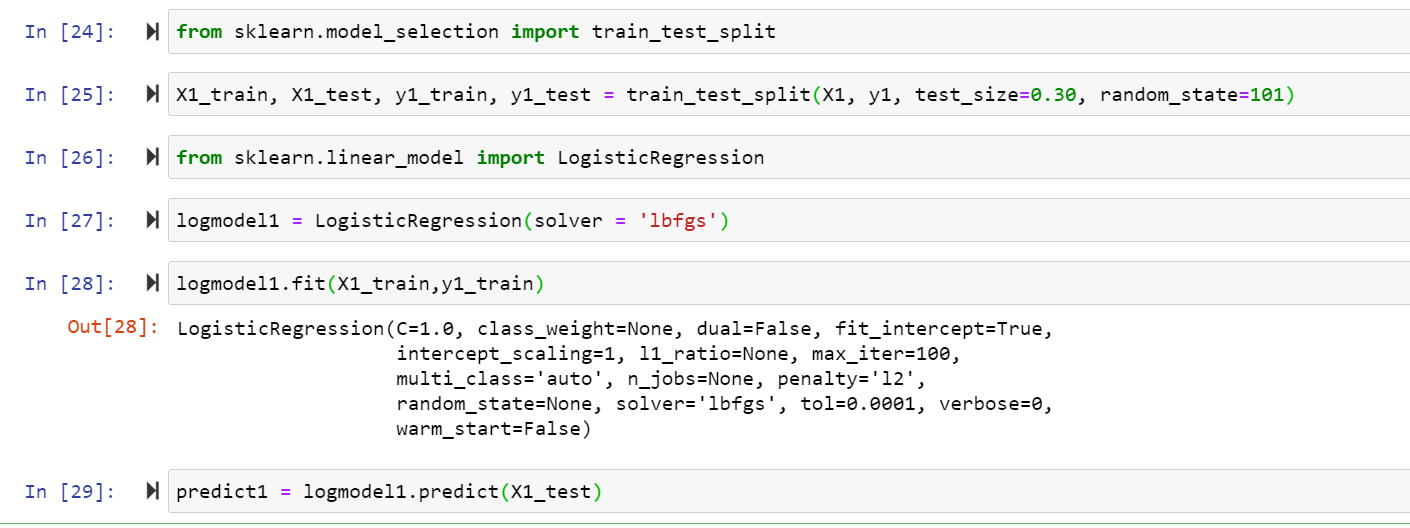 In [24]: from sklearn.model_selection import train_test_split
In [25]: X1_train, X1_test, y1_train, y1_test = train_test_split(X1, y1, test_size=0.30, random_state=101)
In [26]: from sklearn.linear_model import LogisticRegression
In [27]: logmodel1 = LogisticRegression(solver = 'lbfgs')
In [28]: logmodel1.fit(X1_train,y1_train)
Out[28]: LogisticRegression(C=1.0, class_weight=None, dual=False, fit_intercept=True,
intercept_scaling=1, l1_ratio=None, max_iter=100,
multi_class='auto', n_jobs=None, penalty='l2',
random_state=None, solver='lbfgs', tol=0.0001, verbose=0,
warm_start=False)
In [29]: predict1 = logmodel1.predict(X1_test)